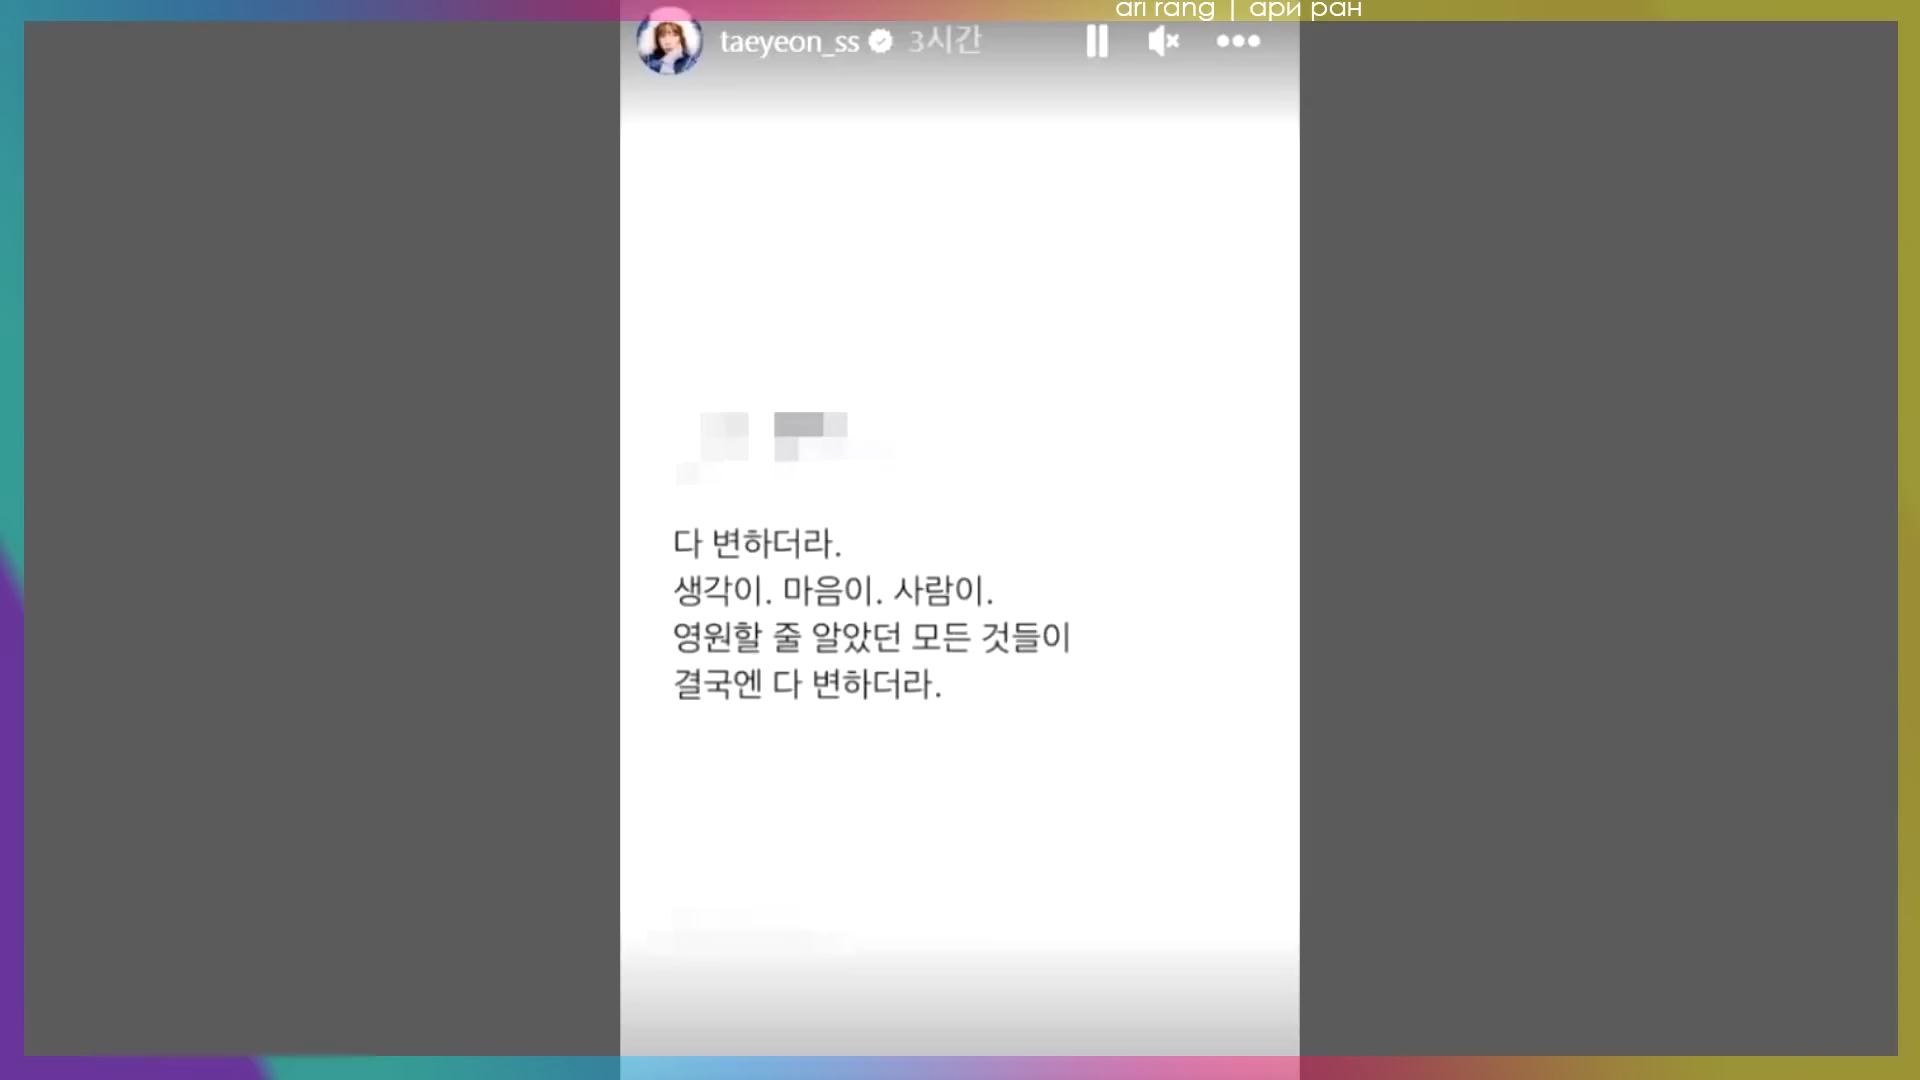 ari rang | ари ран
taeyeon_ss 3시간
다 변하더라.
생각이. 마음이. 사람이.
영원할 줄 알았던 모든 것들이
결국엔 다 변하더라.